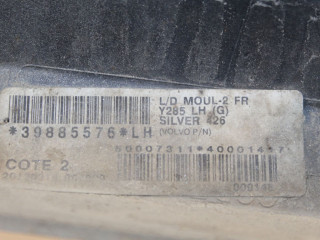 L/D MOUL-2 FR
Y285 LH (G)
SILVER 426
*39885576*LH
(VOLVO P/N)
COTE 2